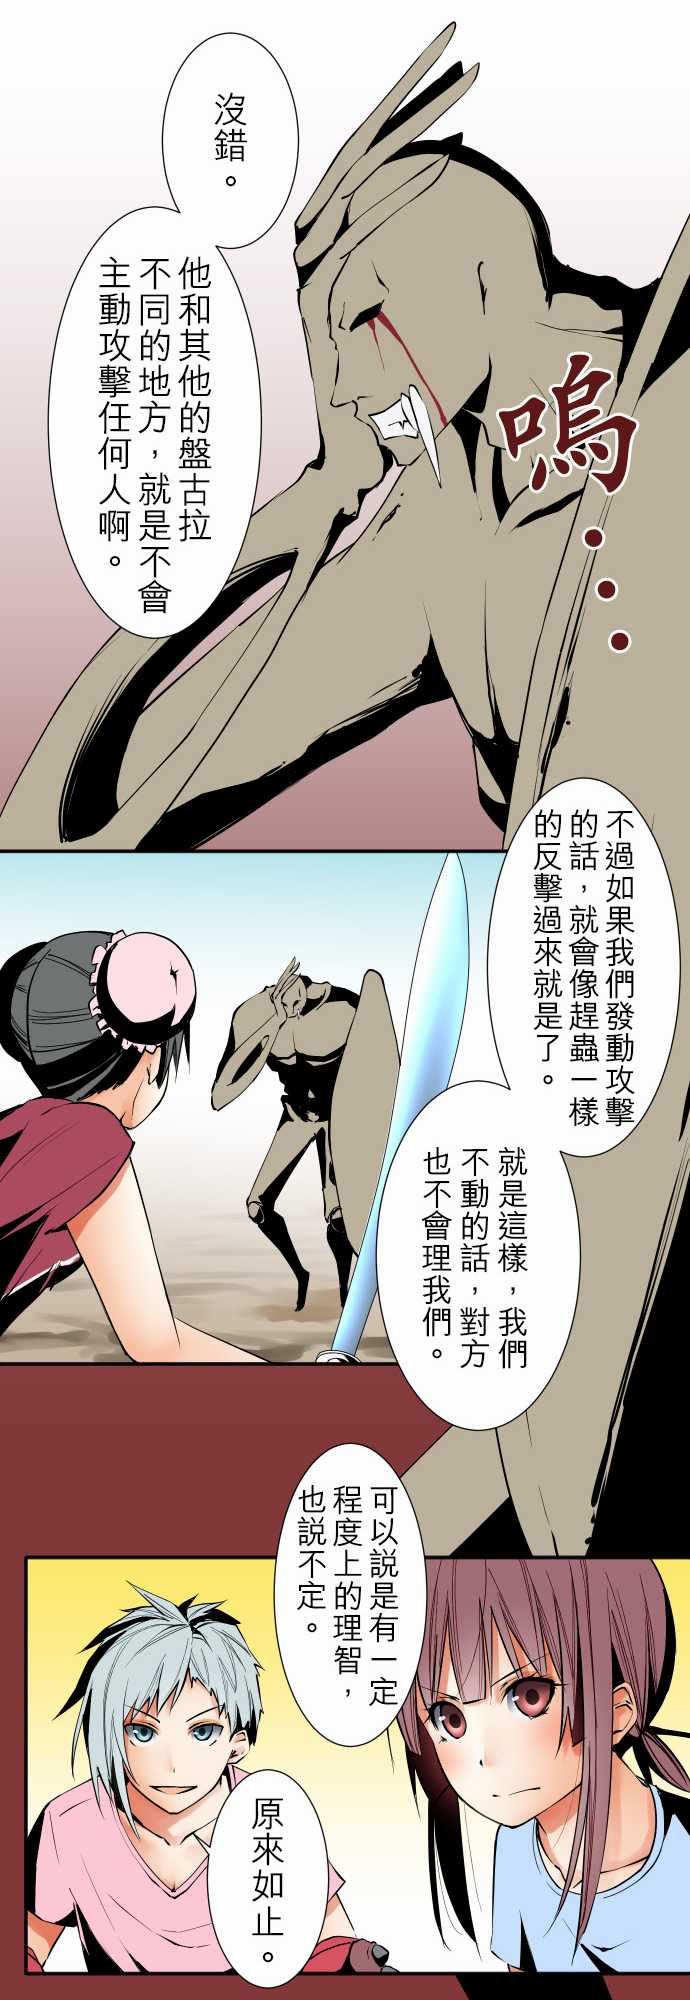 沒錯。
他和其他的盤古拉
不同的地方，就是不會
主動攻擊任何人啊。
嗚・・・
不過如果我們發動攻擊
的話，就會像趕蟲一樣
的反擊過來就是了。
就是這樣，我們
不動的話，對方
也不會理我們。
可以説是有一定
程度上的理智，
也説不定。
原來如止。